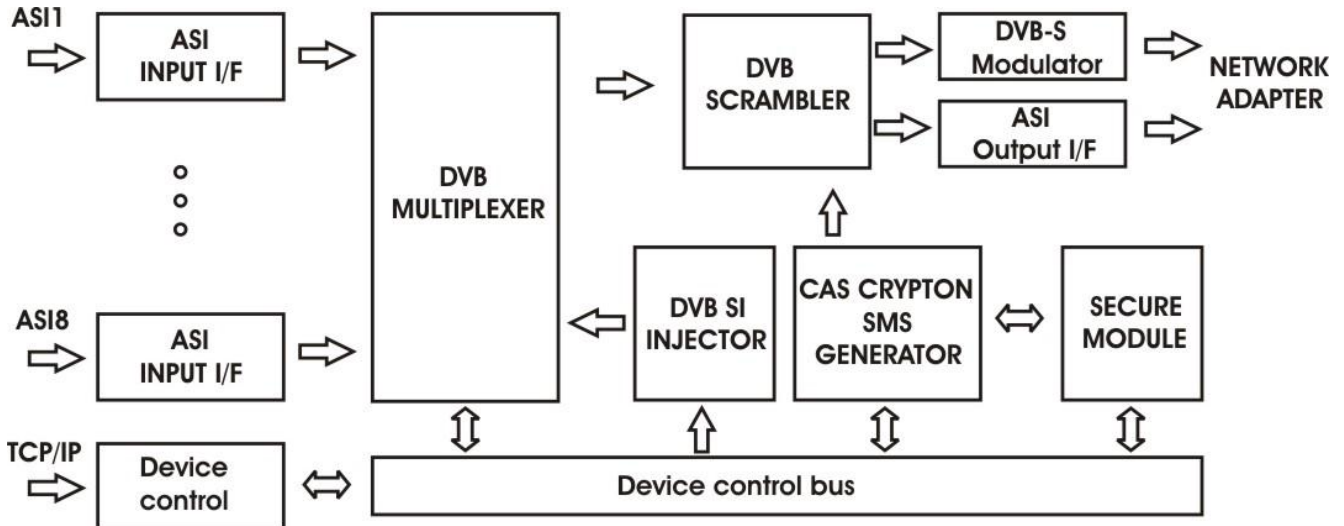 ASI1
ASI
INPUT I/F
DVB
MULTIPLEXER
DVB
SCRAMBLER
DVB-S
Modulator
ASI
Output I/F
NETWORK
ADAPTER
ASI8
ASI
INPUT I/F
DVB SI
INJECTOR
CAS CRYPTON
SMS
GENERATOR
SECURE
MODULE
TCP/IP
Device
control
Device control bus